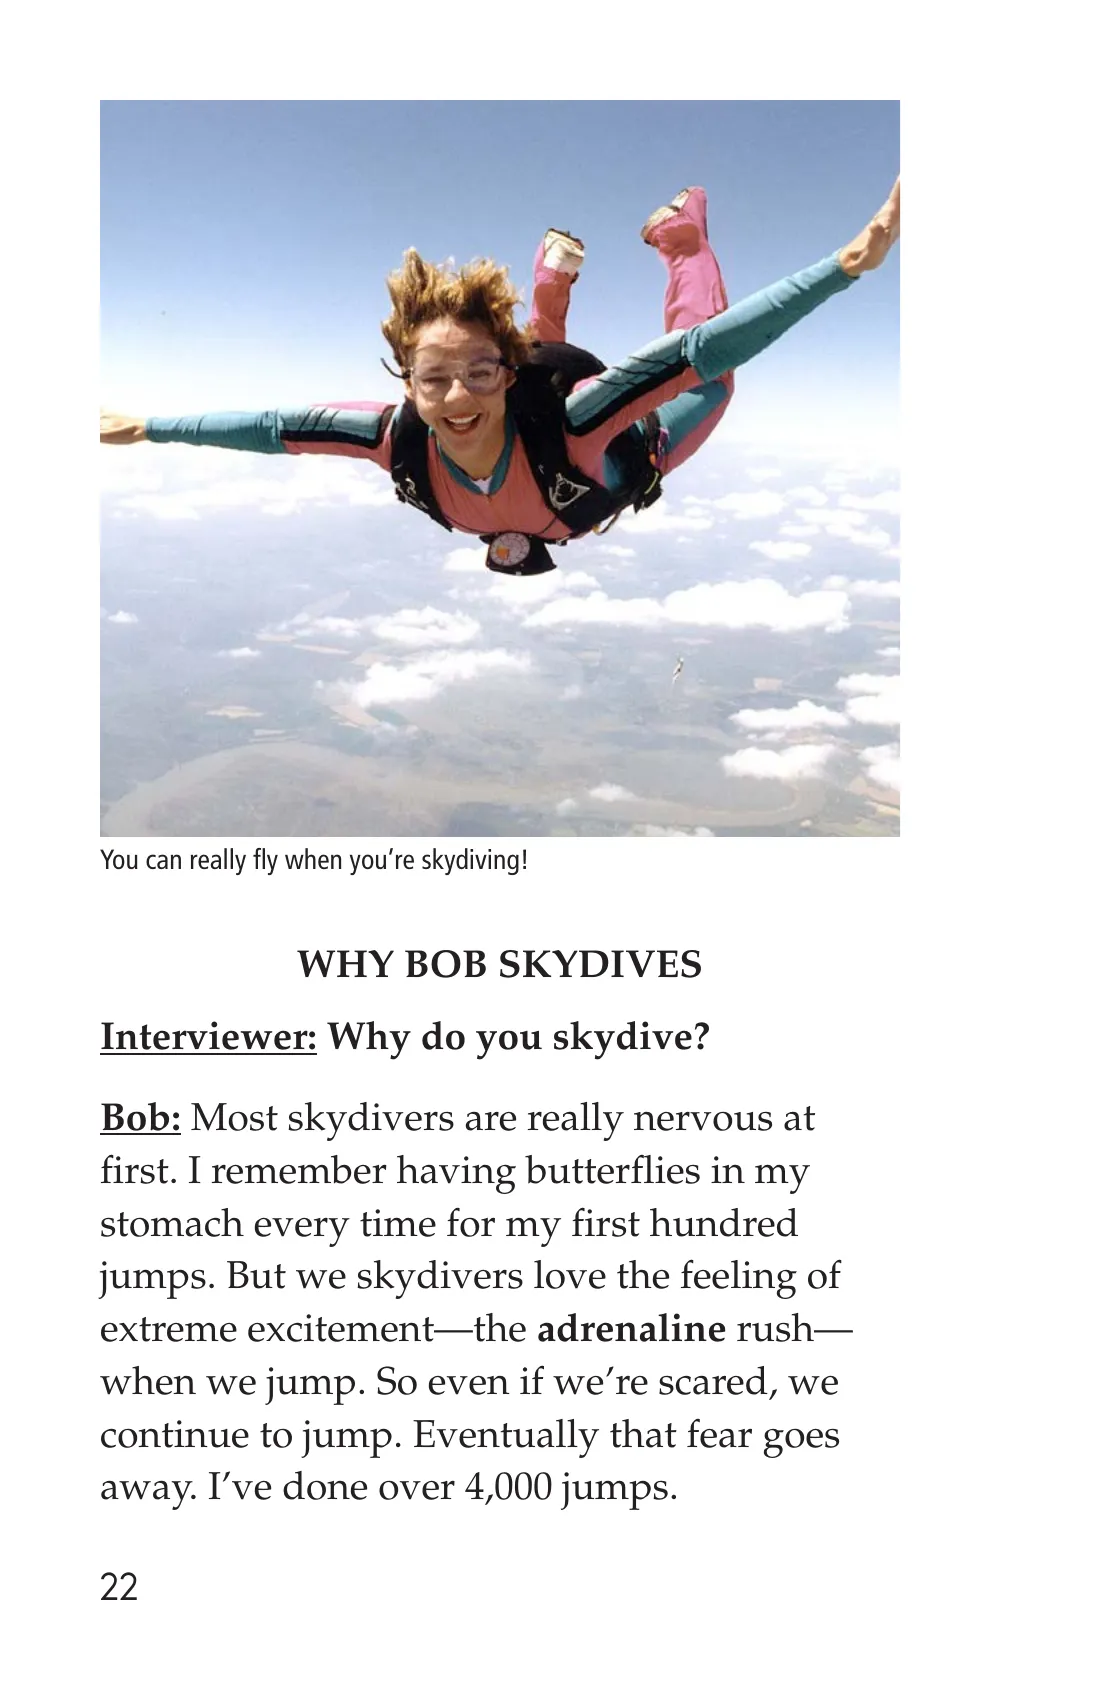 You can really fly when you’re skydiving!
WHY BOB SKYDIVES
Interviewer: Why do you skydive?
Bob: Most skydivers are really nervous at
first. I remember having butterflies in my
stomach every time for my first hundred
jumps. But we skydivers love the feeling of
extreme excitement—the adrenaline rush—
when we jump. So even if we’re scared, we
continue to jump. Eventually that fear goes
away. I’ve done over 4,000 jumps.
22